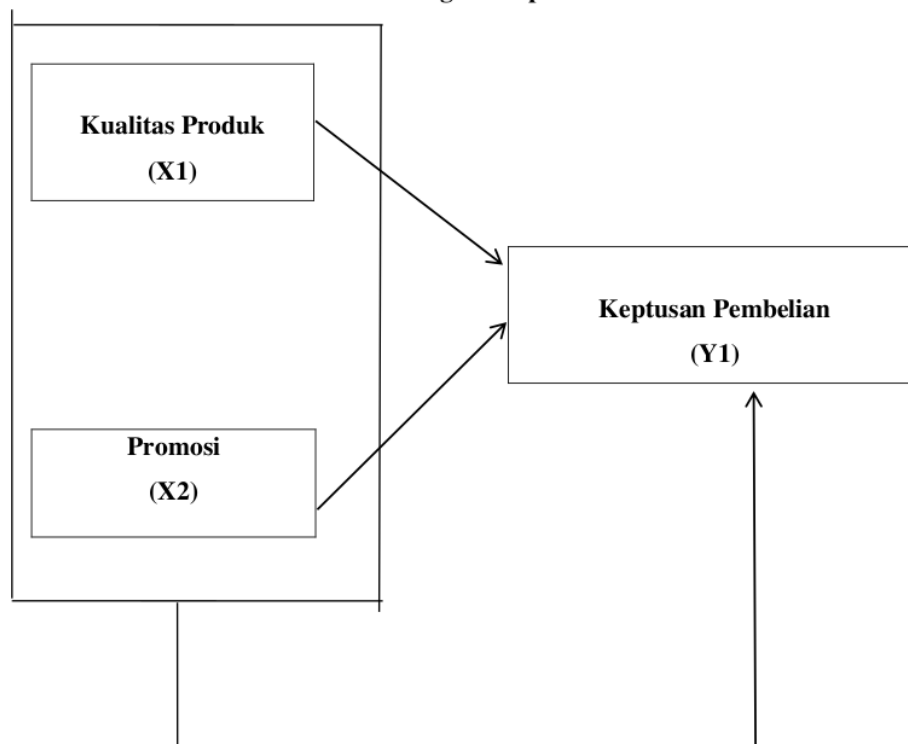 Kualitas Produk
(X1)
Keptusan Pembelian
(Y1)
Promosi
(X2)